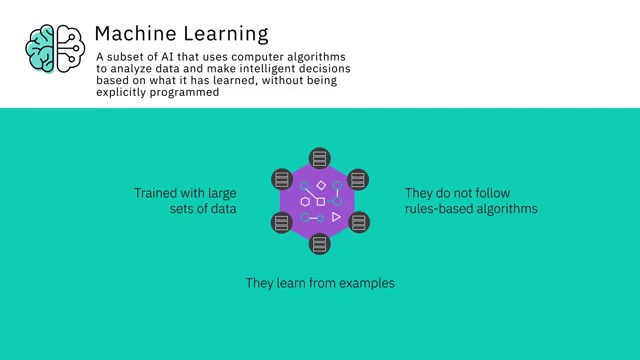 Machine Learning
A subset of AI that uses computer algorithms
to analyze data and make intelligent decisions
based on what it has learned, without being
explicitly programmed
Trained with large
sets of data
They do not follow
rules-based algorithms
They learn from examples